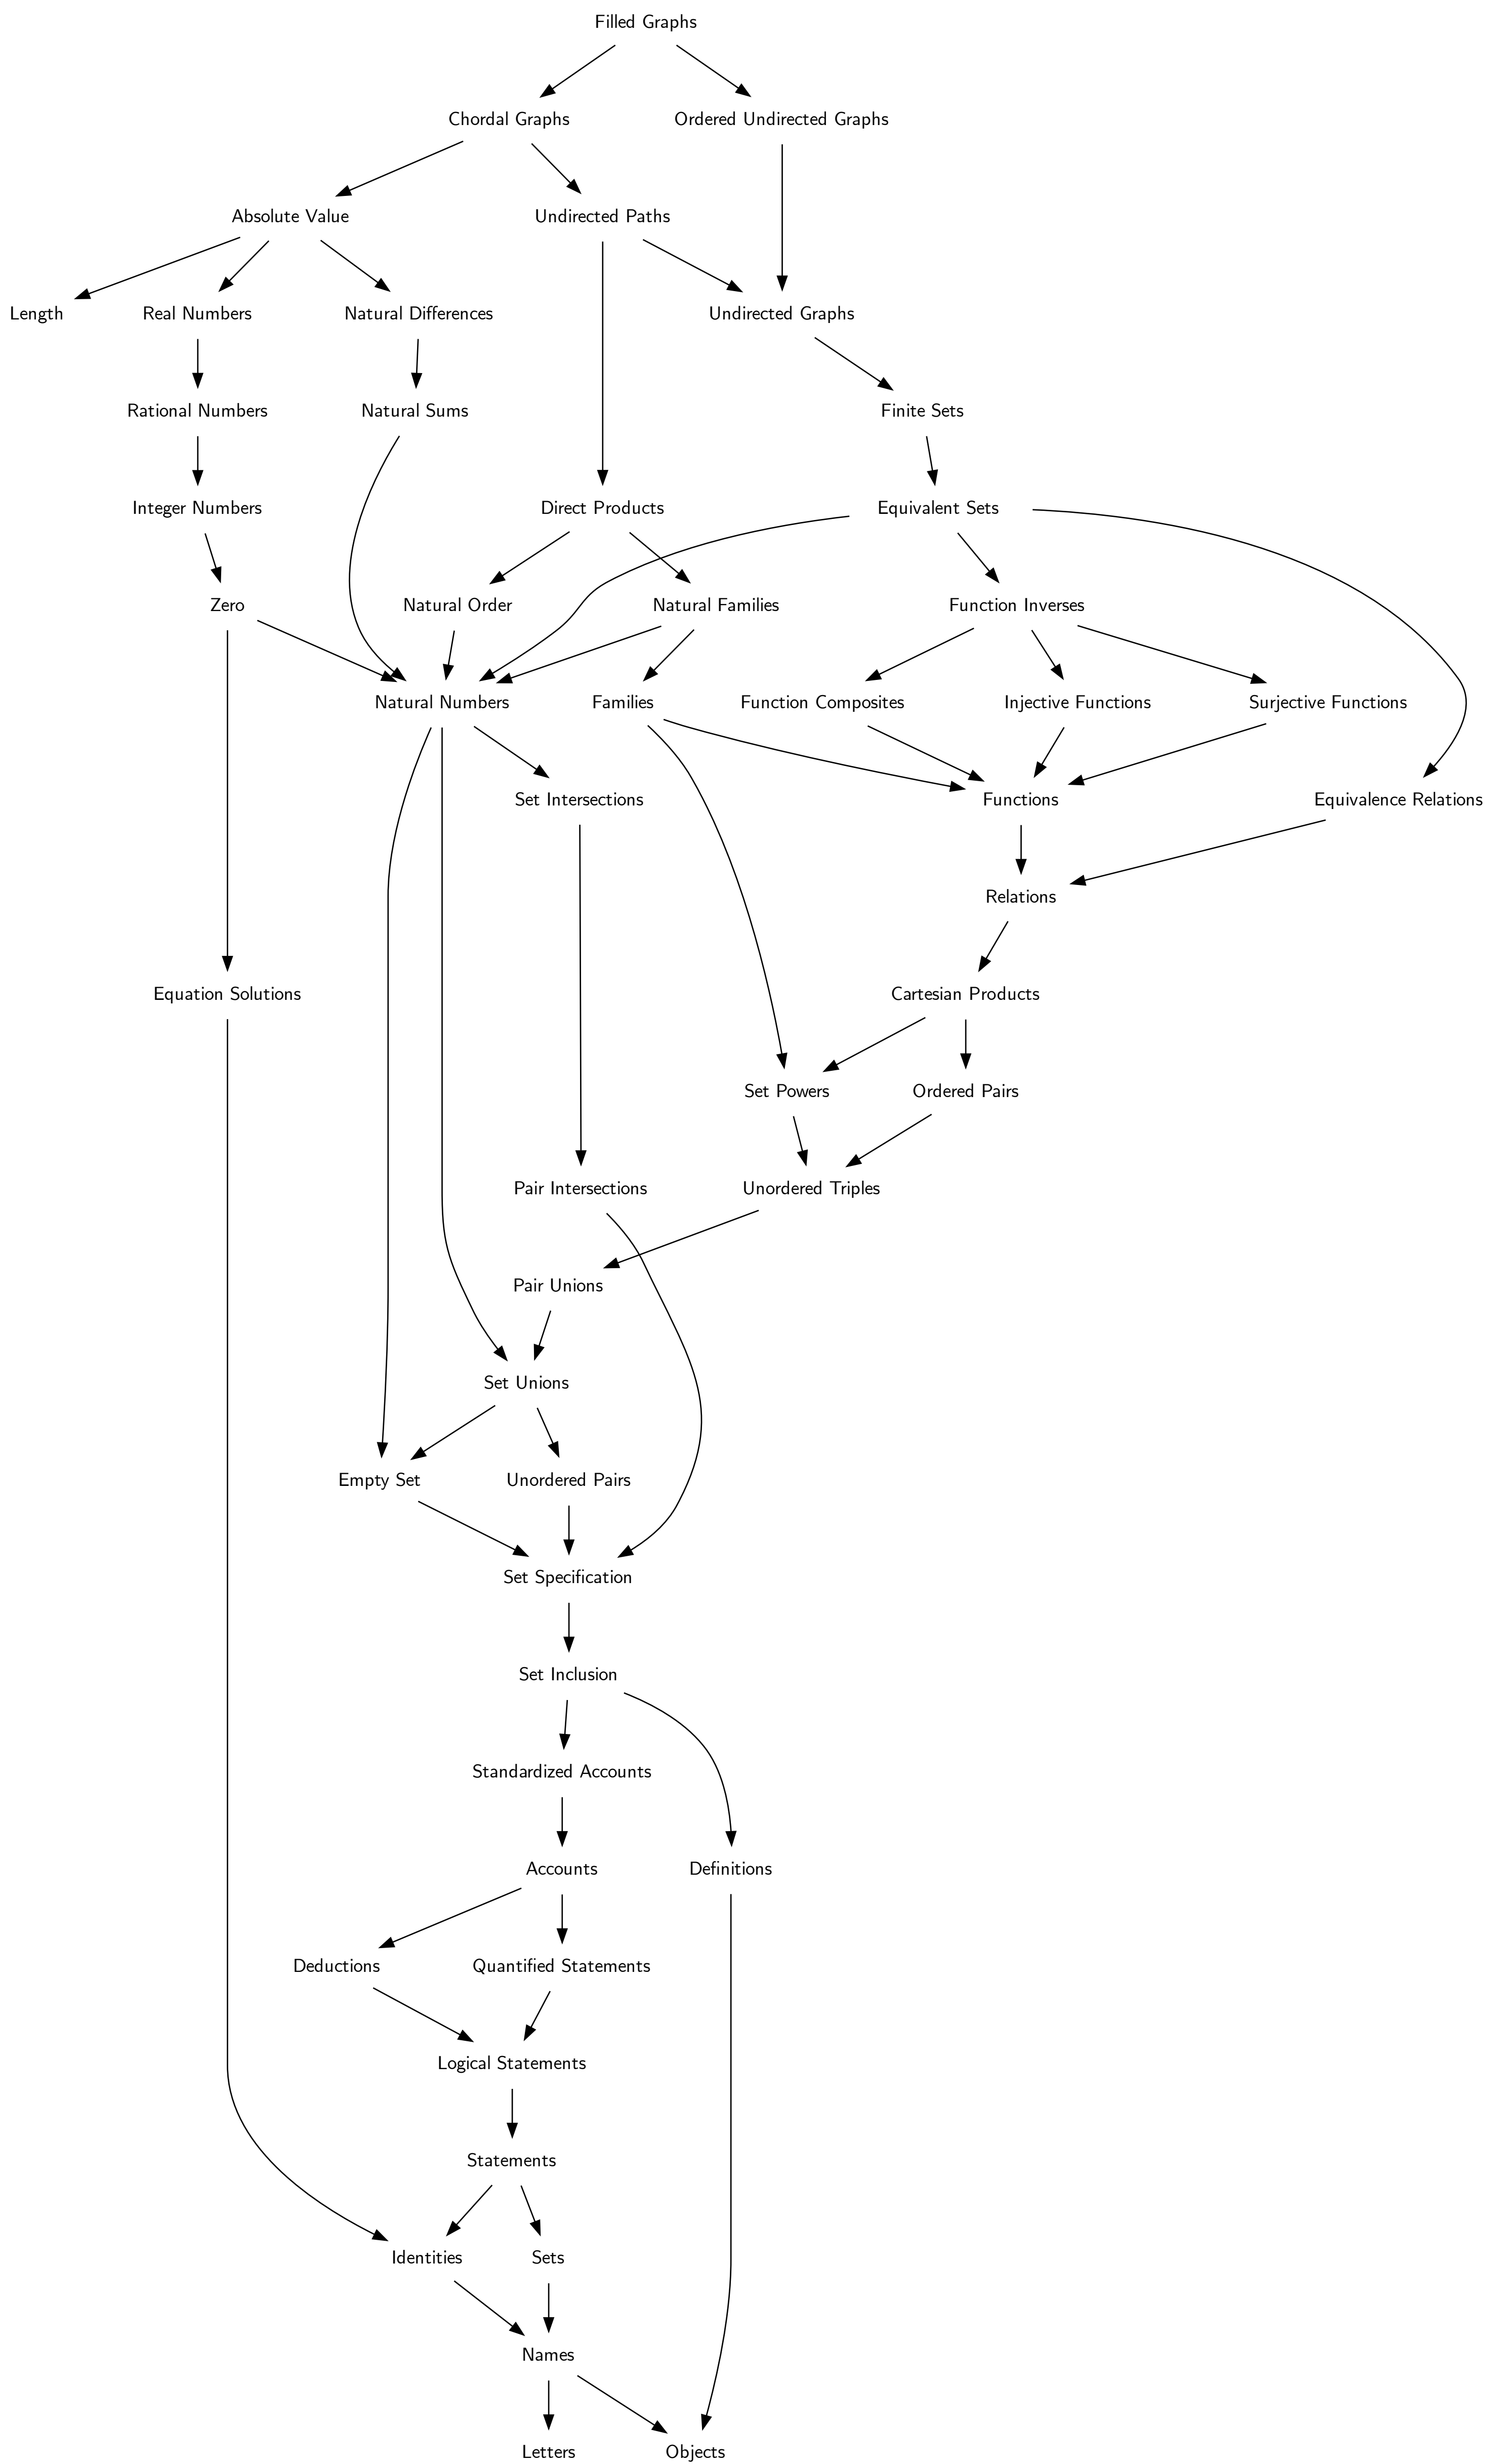 Filled Graphs
Chordal Graphs
Ordered Undirected Graphs
Absolute Value
Undirected Paths
Length
Real Numbers
Natural Differences
Undirected Graphs
Rational Numbers
Natural Sums
Finite Sets
Integer Numbers
Direct Products
Equivalent Sets
Zero
Natural Order
Natural Families
Function Inverses
Natural Numbers
Families
Function Composites
Injective Functions
Surjective Functions
Set Intersections
Functions
Equivalence Relations
Relations
Equation Solutions
Cartesian Products
Set Powers
Ordered Pairs
Pair Intersections
Unordered Triples
Pair Unions
Set Unions
Empty Set
Unordered Pairs
Set Specification
Set Inclusion
Standardized Accounts
Accounts
Definitions
Deductions
Quantified Statements
Logical Statements
Statements
Identities
Sets
Names
Letters
Objects